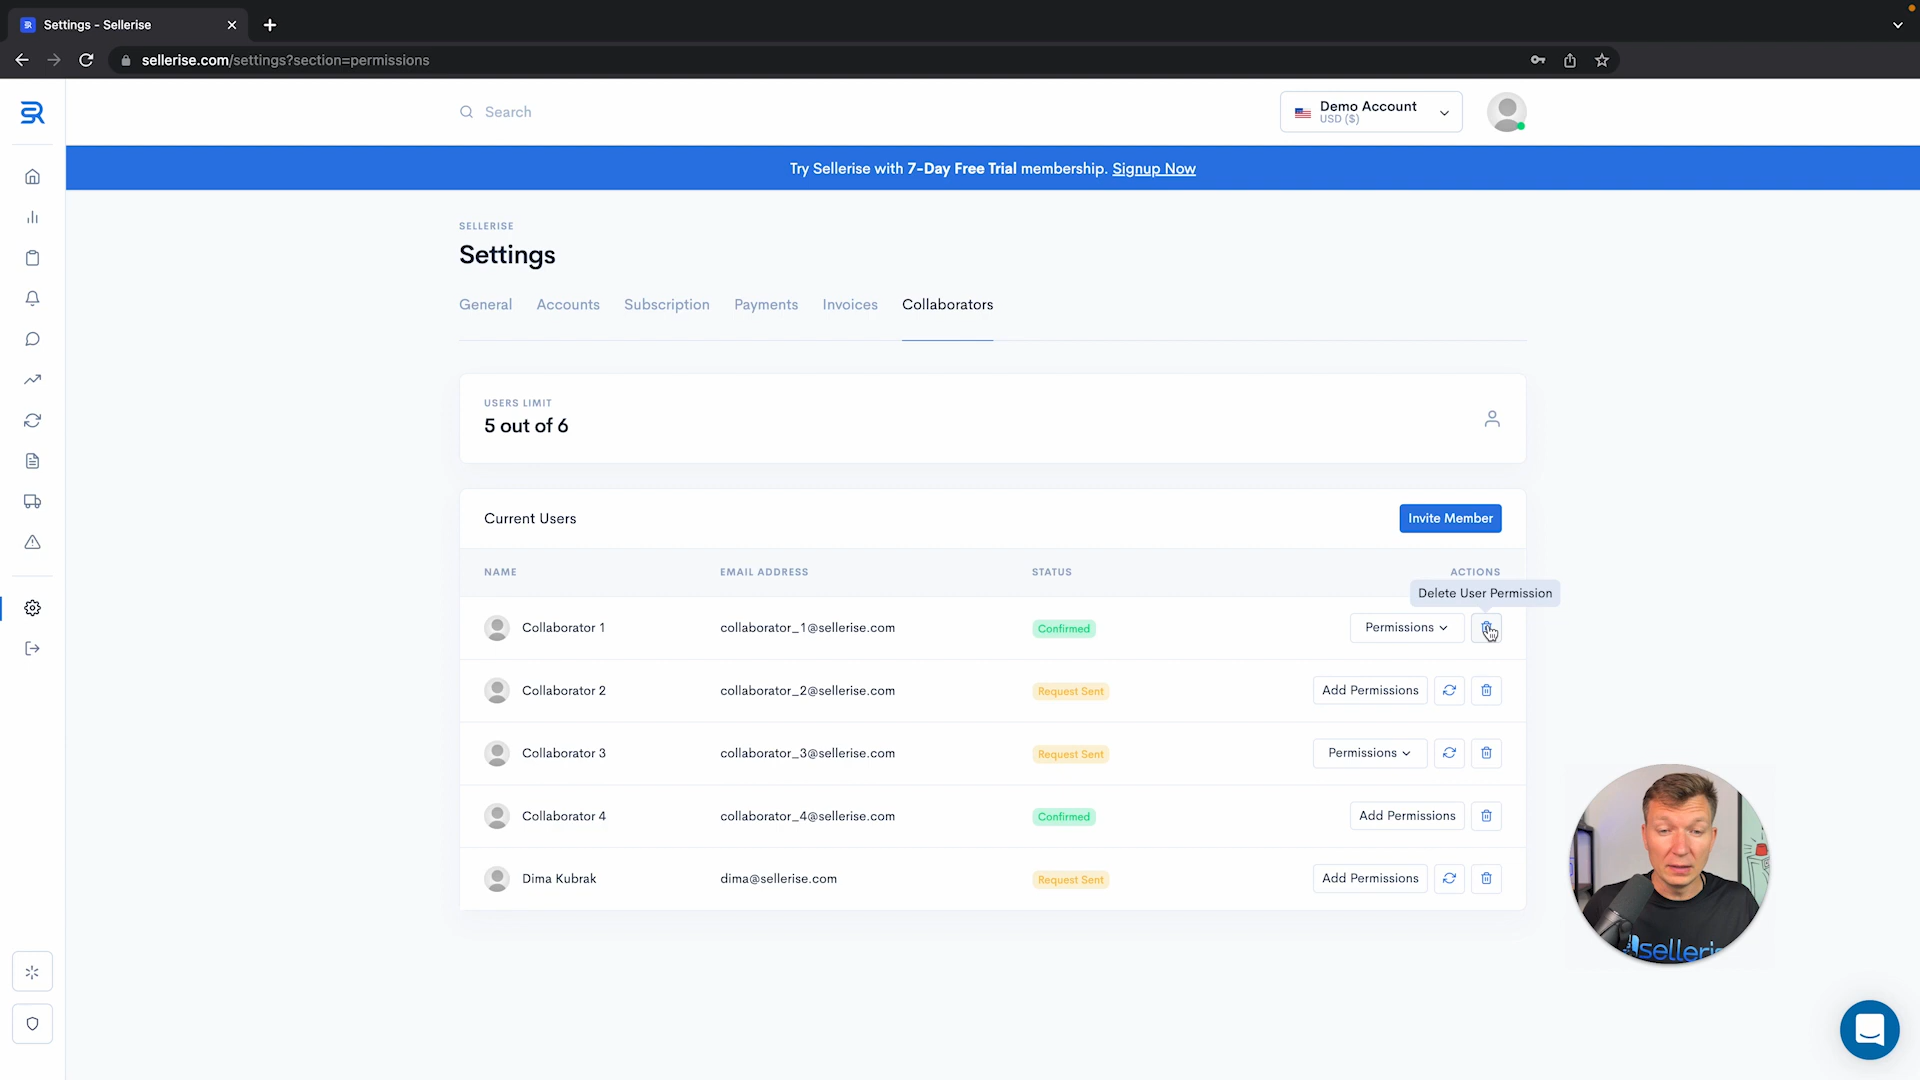 Settings - Sellerise
sellerise.com/settings?section=permissions
Search
Demo Account
USD ($)
Try Sellerise with 7-Day Free Trial membership. Signup Now
SELLERISE
Settings
General Accounts Subscription Payments Invoices Collaborators
USERS LIMIT
5 out of 6
Current Users Invite Member
NAME EMAIL ADDRESS STATUS ACTIONS
Delete User Permission
Collaborator 1 collaborator_1@sellerise.com Confirmed Permissions
Collaborator 2 collaborator_2@sellerise.com Request Sent Add Permissions
Collaborator 3 collaborator_3@sellerise.com Request Sent Permissions
Collaborator 4 collaborator_4@sellerise.com Confirmed Add Permissions
Dima Kubrak dima@sellerise.com Request Sent Add Permissions